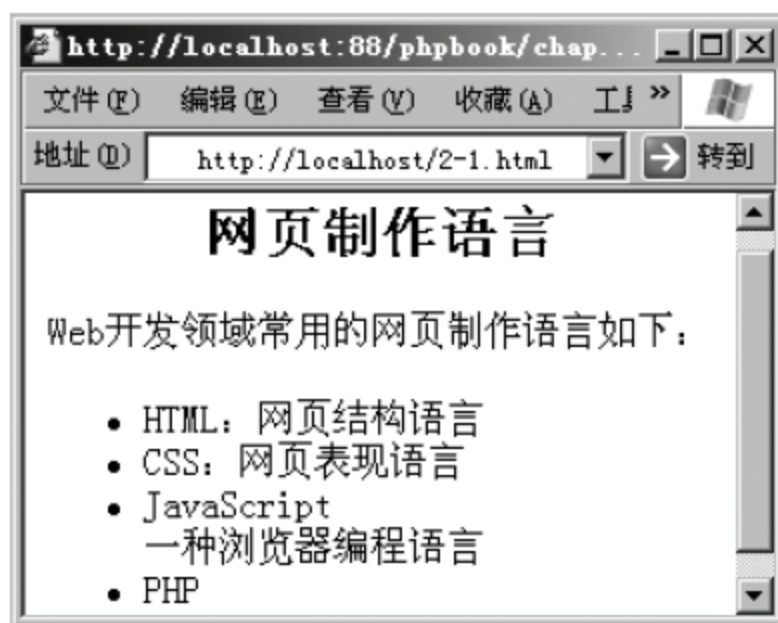 http://localhost:88/phpbook/chap...
文件(F) 编辑(E) 查看(V) 收藏(A) 工具 »
地址(D) http://localhost/2-1.html 转到
网页制作语言
Web开发领域常用的网页制作语言如下：
• HTML：网页结构语言
• CSS：网页表现语言
• JavaScript
一种浏览器编程语言
• PHP